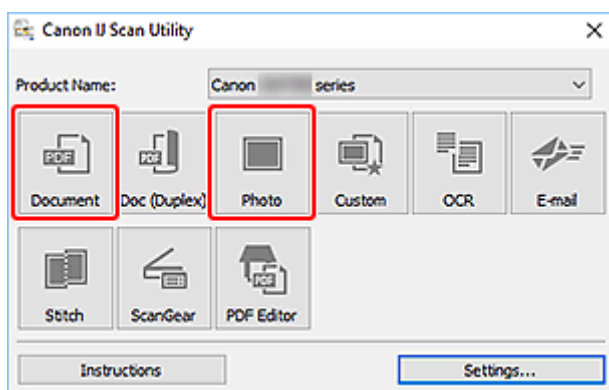 Canon IJ Scan Utility
Product Name: Canon series
PDF PDF
Document Doc (Duplex) Photo Custom OCR E-mail
PDF
Stitch ScanGear PDF Editor
Instructions Settings...